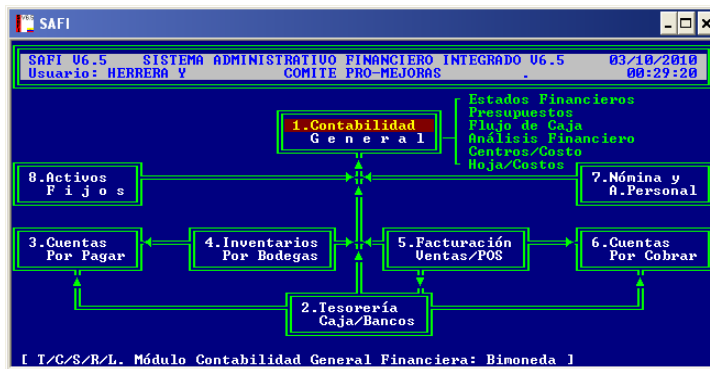 SAFI
SAFI V6.5 SISTEMA ADMINISTRATIVO FINANCIERO INTEGRADO V6.5 03/10/2010
Usuario: HERRERA Y COMITE PRO-MEJORAS . 00:29:20
Estados Financieros
Presupuestos
1.Contabilidad
Flujo de Caja
General
Análisis Financiero
Centros/Costo
Hoja/Costos
8.Activos
Fijos
7.Nómina y
A.Personal
3.Cuentas
Por Pagar
4.Inventarios
Por Bodegas
5.Facturación
Ventas/POS
6.Cuentas
Por Cobrar
2.Tesorería
Caja/Bancos
[ T/C/S/R/L. Módulo Contabilidad General Financiera: Bimoneda ]